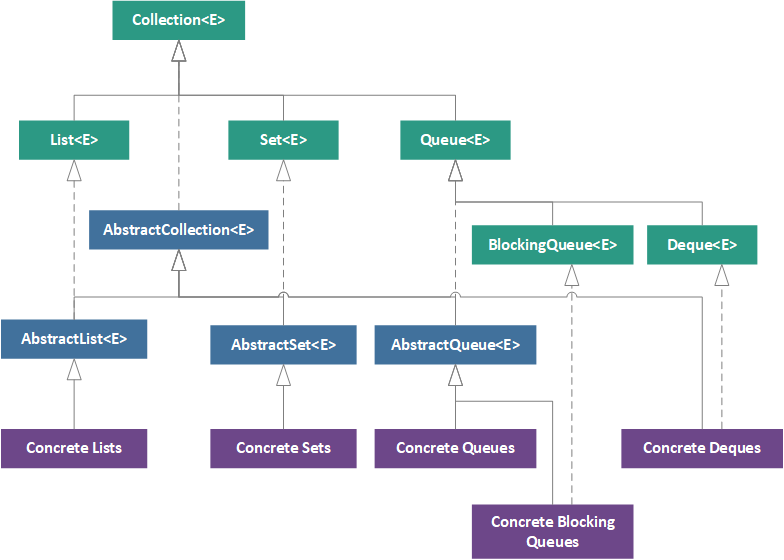 Collection<E>
List<E>
Set<E>
Queue<E>
AbstractCollection<E>
BlockingQueue<E>
Deque<E>
AbstractList<E>
AbstractSet<E>
AbstractQueue<E>
Concrete Lists
Concrete Sets
Concrete Queues
Concrete Deques
Concrete Blocking
Queues